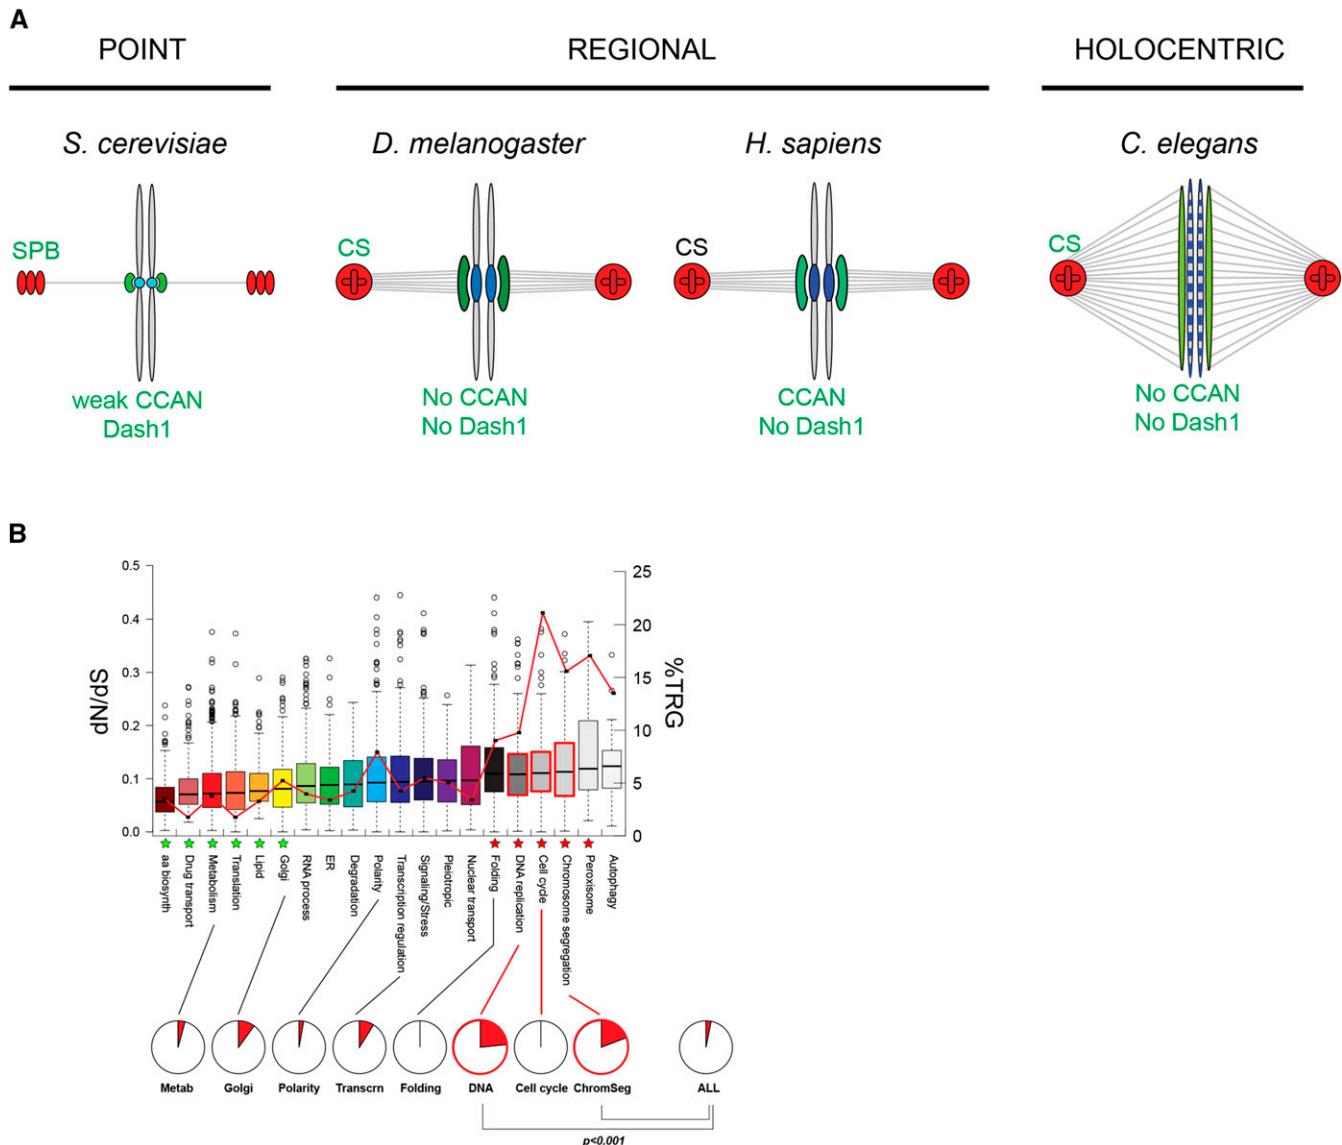 A
POINT
REGIONAL
HOLOCENTRIC
S. cerevisiae
D. melanogaster
H. sapiens
C. elegans
SPB
CS
CS
CS
weak CCAN
Dash1
No CCAN
No Dash1
CCAN
No Dash1
No CCAN
No Dash1
B
0.5
0.4
0.3
0.2
0.1
0.0
dN/dS
25
20
15
10
5
0
%TRG
aa biosynth
Drug transport
Metabolism
Translation
Lipid
Golgi
RNA process
ER
Degradation
Polarity
Transcription regulation
Signaling/Stress
Pleiotropic
Nuclear transport
Folding
DNA replication
Cell cycle
Chromosome segregation
Peroxisome
Autophagy
Metab
Golgi
Polarity
Transcrn
Folding
DNA
Cell cycle
ChromSeg
ALL
p<0.001